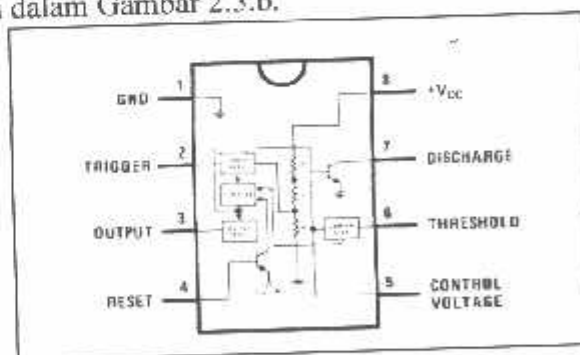 dalam Gambar 2.3.b.
1 8
GND +Vcc
2 7
TRIGGER DISCHARGE
3 6
OUTPUT THRESHOLD
4 5
RESET CONTROL
VOLTAGE